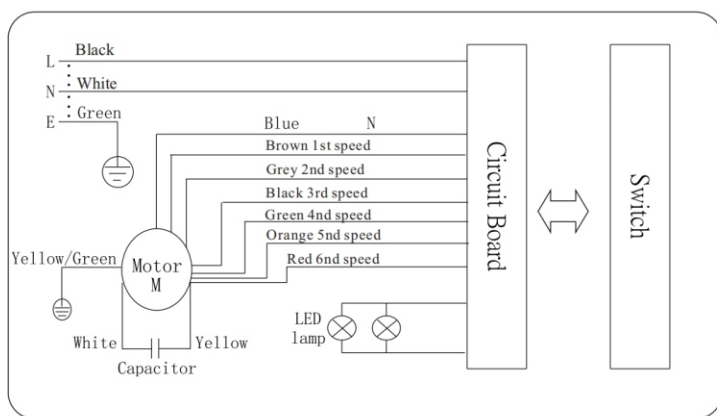 L Black
N White
E Green
Blue N
Brown 1st speed
Grey 2nd speed
Black 3rd speed
Green 4nd speed
Orange 5nd speed
Red 6nd speed
Yellow/Green
Motor
M
White Yellow
Capacitor
LED
lamp
Circuit Board
Switch